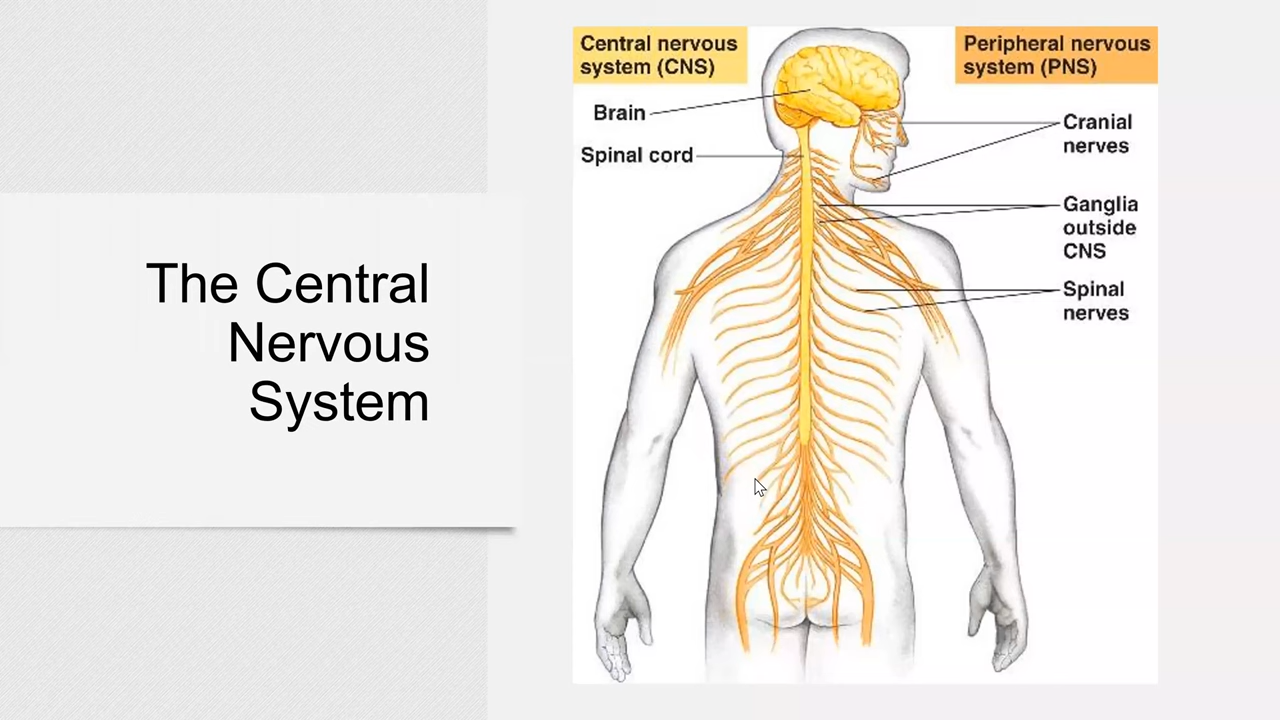 The Central
Nervous
System
Central nervous
system (CNS)
Brain
Spinal cord
Peripheral nervous
system (PNS)
Cranial
nerves
Ganglia
outside
CNS
Spinal
nerves